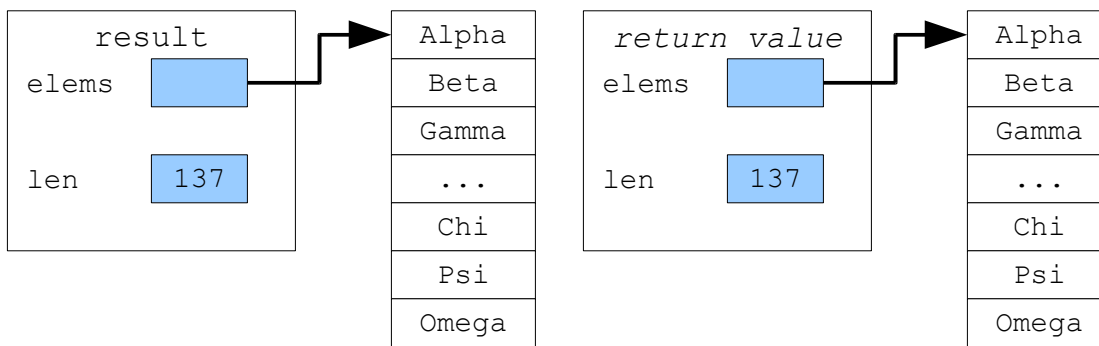 result
elems
len
137
Alpha
Beta
Gamma
...
Chi
Psi
Omega
return value
elems
len
137
Alpha
Beta
Gamma
...
Chi
Psi
Omega